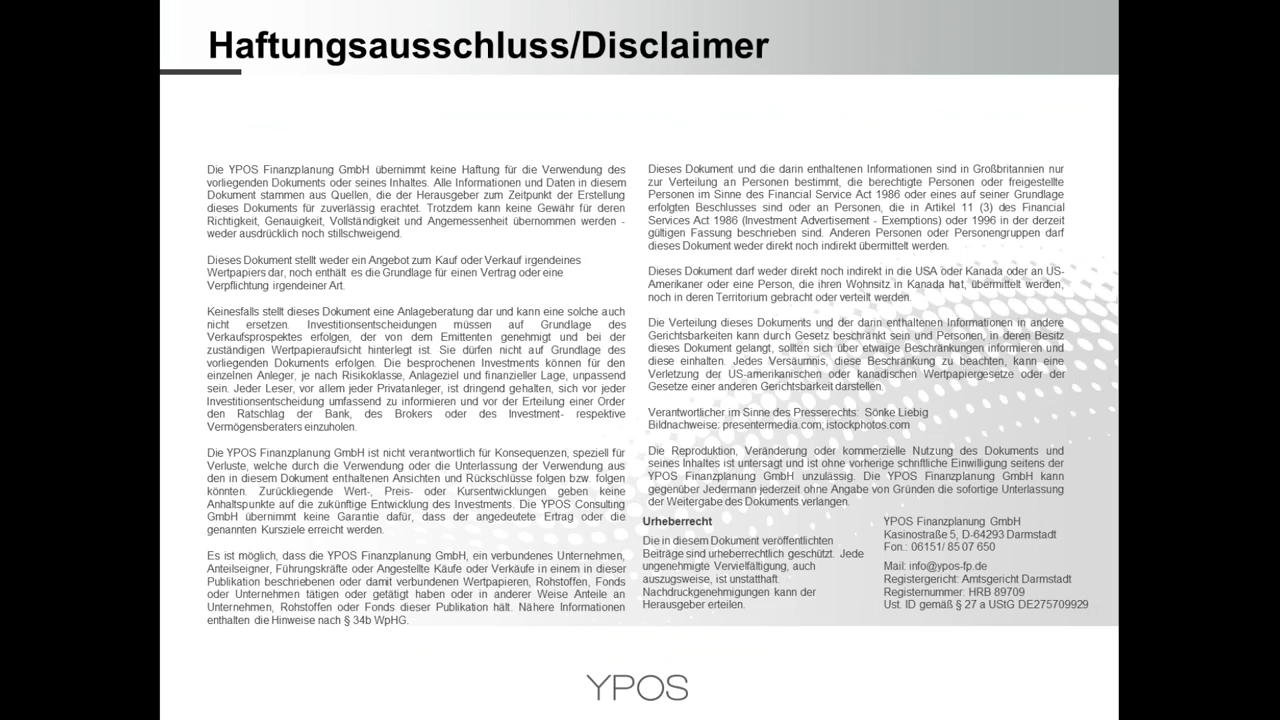 Haftungsausschluss/Disclaimer
Die YPOS Finanzplanung GmbH übernimmt keine Haftung für die Verwendung des
vorliegenden Dokuments oder seines Inhaltes. Alle Informationen und Daten in diesem
Dokument stammen aus Quellen, die der Herausgeber zum Zeitpunkt der Erstellung
dieses Dokuments für zuverlässig erachtet. Trotzdem kann keine Gewähr für deren
Richtigkeit, Genauigkeit, Vollständigkeit und Angemessenheit übernommen werden -
weder ausdrücklich noch stillschweigend.
Dieses Dokument stellt weder ein Angebot zum Kauf oder Verkauf irgendeines
Wertpapiers dar, noch enthält es die Grundlage für einen Vertrag oder eine
Verpflichtung irgendeiner Art.
Keinesfalls stellt dieses Dokument eine Anlageberatung dar und kann eine solche auch
nicht ersetzen. Investitionsentscheidungen müssen auf Grundlage des
Verkaufsprospektes erfolgen, der von dem Emittenten genehmigt und bei der
zuständigen Wertpapieraufsicht hinterlegt ist. Sie dürfen nicht auf Grundlage des
vorliegenden Dokuments erfolgen. Die besprochenen Investments können für den
einzelnen Anleger, je nach Risikoklasse, Anlageziel und finanzieller Lage, unpassend
sein. Jeder Leser, vor allem jeder Privatanleger, ist dringend gehalten, sich vor jeder
Investitionsentscheidung umfassend zu informieren und vor der Erteilung einer Order
den Ratschlag der Bank, des Brokers oder des Investment- respektive
Vermögensberaters einzuholen.
Die YPOS Finanzplanung GmbH ist nicht verantwortlich für Konsequenzen, speziell für
Verluste, welche durch die Verwendung oder die Unterlassung der Verwendung aus
den in diesem Dokument enthaltenen Ansichten und Rückschlüsse folgen bzw. folgen
könnten. Zurückliegende Wert-, Preis- oder Kursentwicklungen geben keine
Anhaltspunkte auf die zukünftige Entwicklung des Investments. Die YPOS Consulting
GmbH übernimmt keine Garantie dafür, dass der angedeutete Ertrag oder die
genannten Kursziele erreicht werden.
Es ist möglich, dass die YPOS Finanzplanung GmbH, ein verbundenes Unternehmen,
Anteilseigner, Führungskräfte oder Angestellte Käufe oder Verkäufe in einem in dieser
Publikation beschriebenen oder damit verbundenen Wertpapieren, Rohstoffen, Fonds
oder Unternehmen tätigen oder getätigt haben oder in anderer Weise Anteile an
Unternehmen, Rohstoffen oder Fonds dieser Publikation hält. Nähere Informationen
enthalten die Hinweise nach § 34b WpHG.
Dieses Dokument und die darin enthaltenen Informationen sind in Großbritannien nur
zur Verteilung an Personen bestimmt, die berechtigte Personen oder freigestellte
Personen im Sinne des Financial Service Act 1986 oder eines auf seiner Grundlage
erfolgten Beschlusses sind oder an Personen, die in Artikel 11 (3) des Financial
Services Act 1986 (Investment Advertisement - Exemptions) oder 1996 in der derzeit
gültigen Fassung beschrieben sind. Anderen Personen oder Personengruppen darf
dieses Dokument weder direkt noch indirekt übermittelt werden.
Dieses Dokument darf weder direkt noch indirekt in die USA oder Kanada oder an US-
Amerikaner oder eine Person, die ihren Wohnsitz in Kanada hat, übermittelt werden,
noch in deren Territorium gebracht oder verteilt werden.
Die Verteilung dieses Dokuments und der darin enthaltenen Informationen in andere
Gerichtsbarkeiten kann durch Gesetz beschränkt sein und Personen, in deren Besitz
dieses Dokument gelangt, sollten sich über etwaige Beschränkungen informieren und
diese einhalten. Jedes Versäumnis, diese Beschränkung zu beachten, kann eine
Verletzung der US-amerikanischen oder kanadischen Wertpapiergesetze oder der
Gesetze einer anderen Gerichtsbarkeit darstellen.
Verantwortlicher im Sinne des Presserechts: Sönke Liebig
Bildnachweise: presentermedia.com; istockphotos.com
Die Reproduktion, Veränderung oder kommerzielle Nutzung des Dokuments und
seines Inhaltes ist untersagt und ist ohne vorherige schriftliche Einwilligung seitens der
YPOS Finanzplanung GmbH unzulässig. Die YPOS Finanzplanung GmbH kann
gegenüber Jedermann jederzeit ohne Angabe von Gründen die sofortige Unterlassung
der Weitergabe des Dokuments verlangen.
Urheberrecht
Die in diesem Dokument veröffentlichten
Beiträge sind urheberrechtlich geschützt. Jede
ungenehmigte Vervielfältigung, auch
auszugsweise, ist unstatthaft.
Nachdruckgenehmigungen kann der
Herausgeber erteilen.
YPOS Finanzplanung GmbH
Kasinostraße 5, D-64293 Darmstadt
Fon.: 06151/ 85 07 650
Mail: info@ypos-fp.de
Registergericht: Amtsgericht Darmstadt
Registernummer: HRB 89709
Ust. ID gemäß § 27 a UStG DE275709929
YPOS